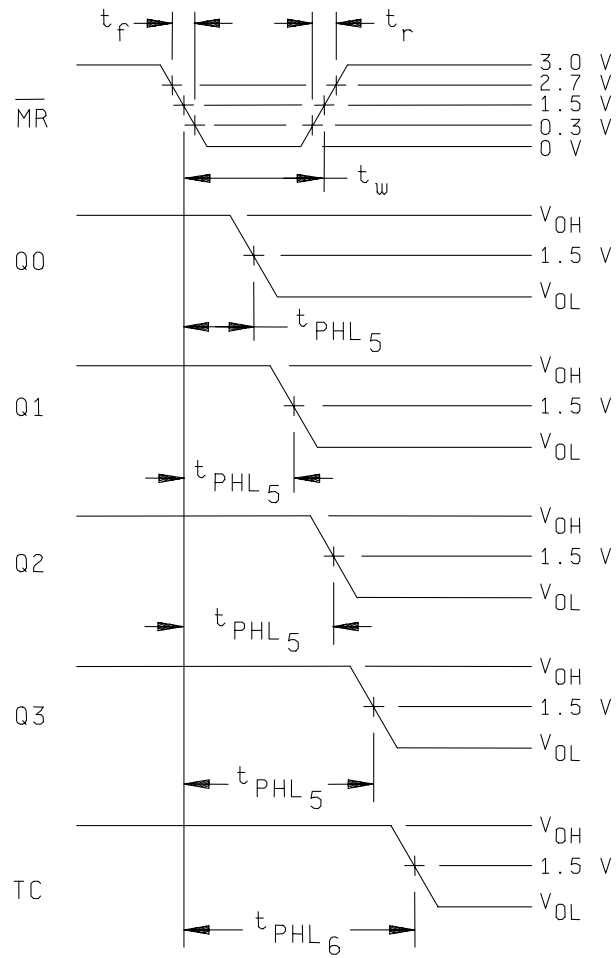 t_f t_r
3.0 V
2.7 V
M̅R̅ 1.5 V
0.3 V
0 V
t_w
V_OH
Q0 1.5 V
V_OL
t_PHL5
V_OH
Q1 1.5 V
V_OL
t_PHL5
V_OH
Q2 1.5 V
V_OL
t_PHL5
V_OH
Q3 1.5 V
V_OL
t_PHL5
V_OH
TC 1.5 V
V_OL
t_PHL6